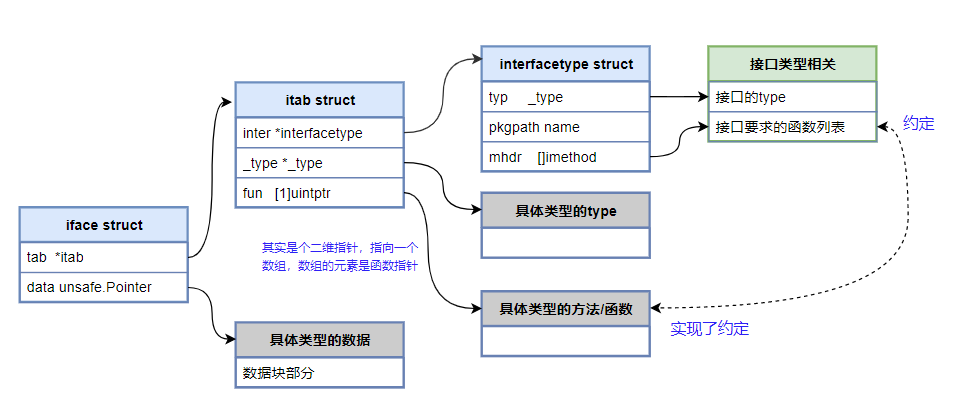 iface struct
tab *itab
data unsafe.Pointer
itab struct
inter *interfacetype
_type *_type
fun [1]uintptr
其实是个二维指针，指向一个
数组，数组的元素是函数指针
具体类型的数据
数据块部分
interfacetype struct
typ _type
pkgpath name
mhdr []imethod
具体类型的type
具体类型的方法/函数
接口类型相关
接口的type
接口要求的函数列表
约定
实现了约定